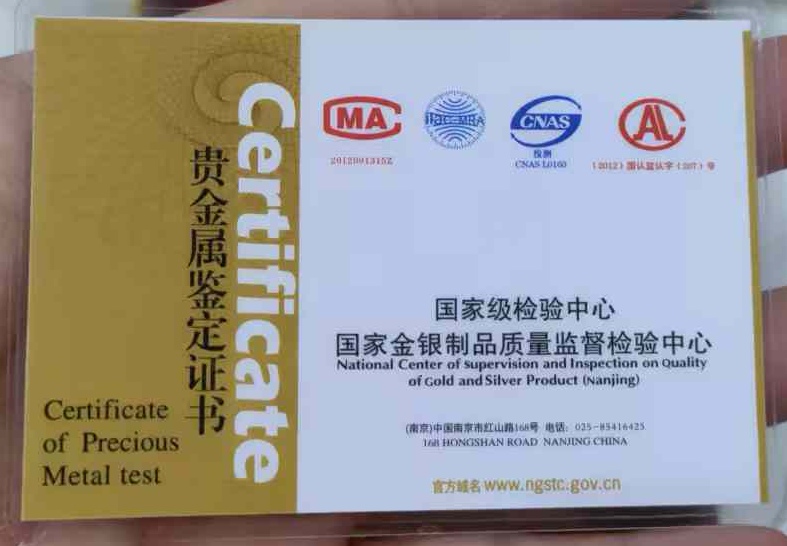 Certificate
贵金属鉴定证书
Certificate
of Precious
Metal test
MA
2012001315Z
ilac-MRA
CNAS
检测
CNAS L0160
AL
(2012)国认监认字(207)号
国家级检验中心
国家金银制品质量监督检验中心
National Center of Supervision and Inspection on Quality
of Gold and Silver Product (Nanjing)
(南京)中国南京市红山路168号 电话：025-85416425
168 HONGSHAN ROAD NANJING CHINA
官方域名 www.ngstc.gov.cn